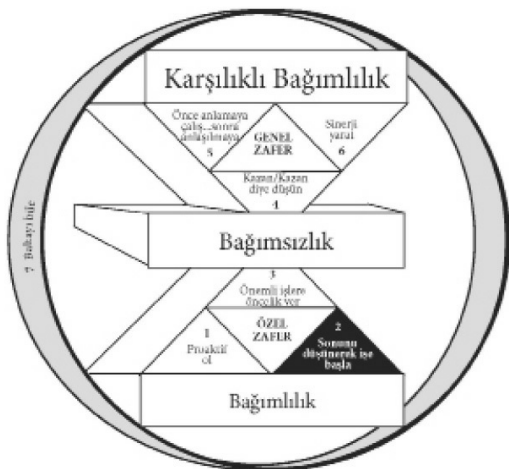 Karşılıklı Bağımlılık
Önce anlamaya
çalış...sonra
anlaşılmaya
5
GENEL
ZAFER
Sinerji
yarat
6
Kazan/Kazan
diye düşün
4
7 Baltayı bile
Bağımsızlık
3
Önemli işlere
öncelik ver
1
Proaktif
ol
ÖZEL
ZAFER
2
Sonunu
düşünerek işe
başla
Bağımlılık